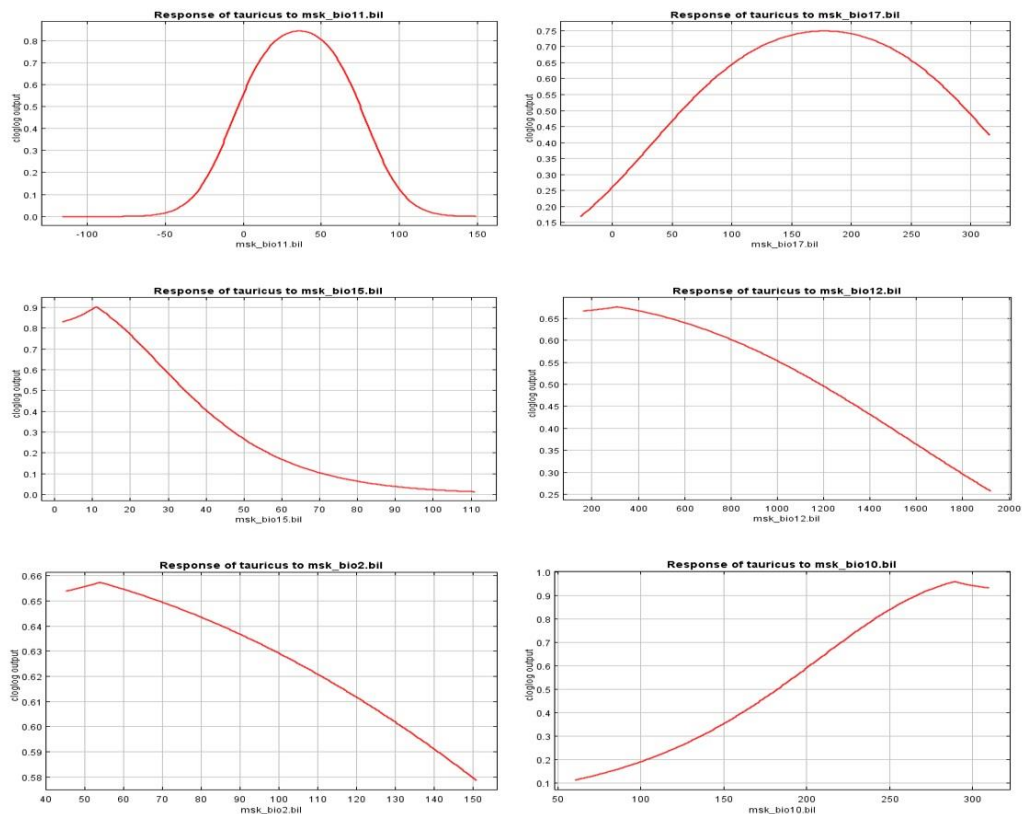 Response of tauricus to msk_bio11.bil
cloglog output
0.8
0.7
0.6
0.5
0.4
0.3
0.2
0.1
0.0
-100 -50 0 50 100 150
msk_bio11.bil
Response of tauricus to msk_bio17.bil
cloglog output
0.75
0.70
0.65
0.60
0.55
0.50
0.45
0.40
0.35
0.30
0.25
0.20
0.15
0 50 100 150 200 250 300
msk_bio17.bil
Response of tauricus to msk_bio15.bil
cloglog output
0.9
0.8
0.7
0.6
0.5
0.4
0.3
0.2
0.1
0.0
0 10 20 30 40 50 60 70 80 90 100 110
msk_bio15.bil
Response of tauricus to msk_bio12.bil
cloglog output
0.65
0.60
0.55
0.50
0.45
0.40
0.35
0.30
0.25
200 400 600 800 1000 1200 1400 1600 1800 2000
msk_bio12.bil
Response of tauricus to msk_bio2.bil
cloglog output
0.66
0.65
0.64
0.63
0.62
0.61
0.60
0.59
0.58
40 50 60 70 80 90 100 110 120 130 140 150
msk_bio2.bil
Response of tauricus to msk_bio10.bil
cloglog output
1.0
0.9
0.8
0.7
0.6
0.5
0.4
0.3
0.2
0.1
50 100 150 200 250 300
msk_bio10.bil